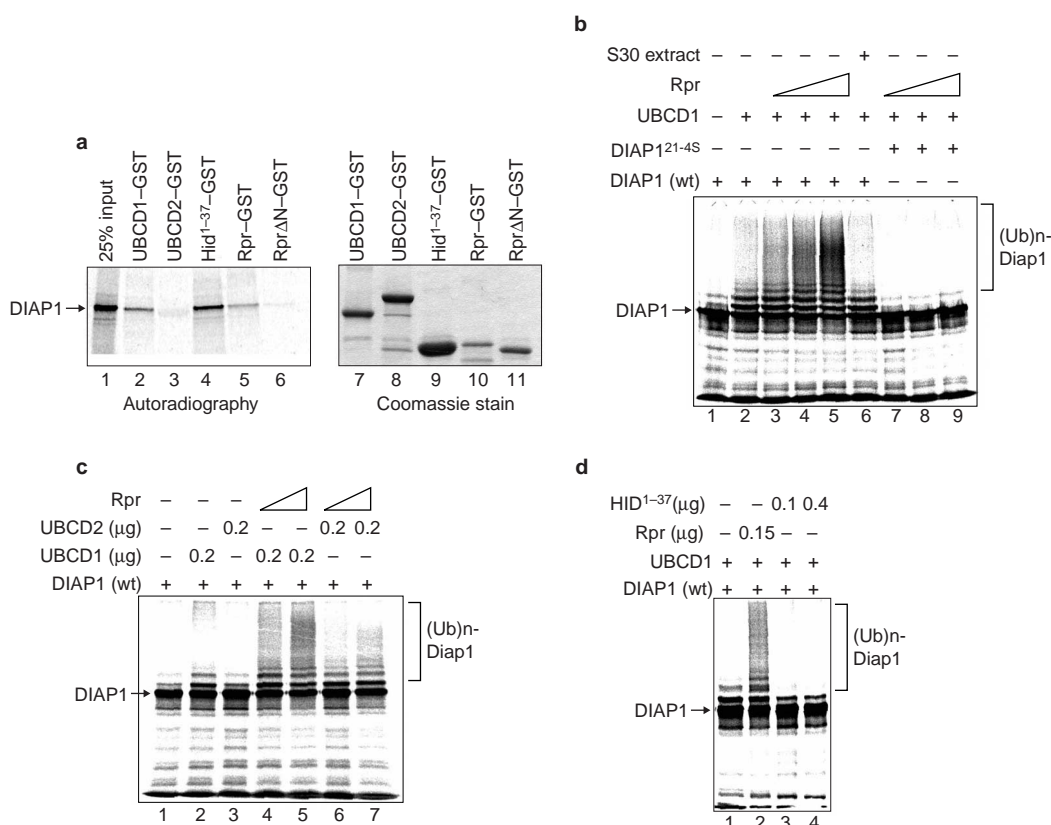 a
25% input
UBCD1–GST
UBCD2–GST
Hid1–37–GST
Rpr–GST
RprΔN–GST
UBCD1–GST
UBCD2–GST
Hid1–37–GST
Rpr–GST
RprΔN–GST
DIAP1
1 2 3 4 5 6
7 8 9 10 11
Autoradiography
Coomassie stain
b
S30 extract – – – – – + – – –
Rpr – –
UBCD1 – + + + + + + + +
DIAP121-4S – – – – – – + + +
DIAP1 (wt) + + + + + + – – –
(Ub)n-
Diap1
DIAP1
1 2 3 4 5 6 7 8 9
c
Rpr – – –
UBCD2 (µg) – – 0.2 – – 0.2 0.2
UBCD1 (µg) – 0.2 – 0.2 0.2 – –
DIAP1 (wt) + + + + + + +
(Ub)n-
Diap1
DIAP1
1 2 3 4 5 6 7
d
HID1–37(µg) – – 0.1 0.4
Rpr (µg) – 0.15 – –
UBCD1 + + + +
DIAP1 (wt) + + + +
(Ub)n-
Diap1
DIAP1
1 2 3 4